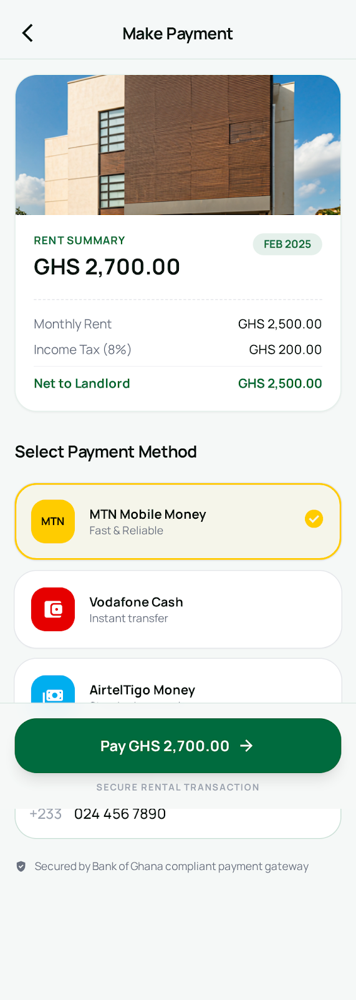 Make Payment
RENT SUMMARY
FEB 2025
GHS 2,700.00
Monthly Rent GHS 2,500.00
Income Tax (8%) GHS 200.00
Net to Landlord GHS 2,500.00
Select Payment Method
MTN
MTN Mobile Money
Fast & Reliable
Vodafone Cash
Instant transfer
AirtelTigo Money
Pay GHS 2,700.00
SECURE RENTAL TRANSACTION
+233 024 456 7890
Secured by Bank of Ghana compliant payment gateway